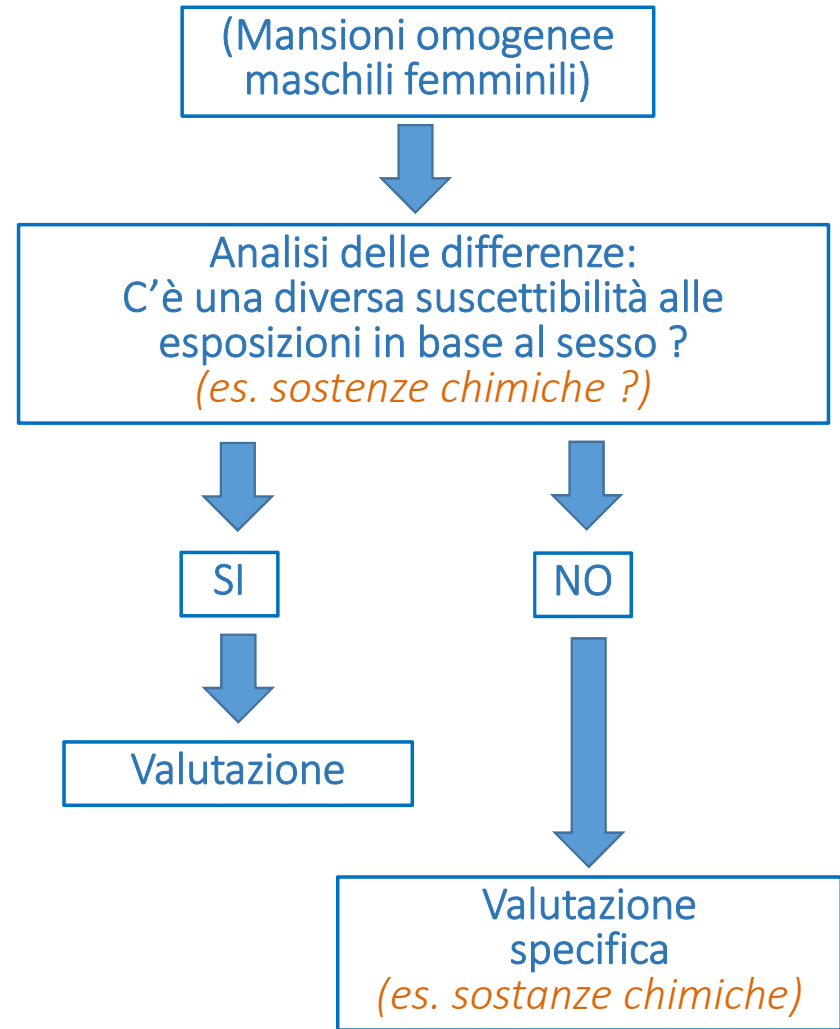 (Mansioni omogenee
maschili femminili)
Analisi delle differenze:
C'è una diversa suscettibilità alle
esposizioni in base al sesso ?
(es. sostenze chimiche ?)
SI
NO
Valutazione
Valutazione
specifica
(es. sostanze chimiche)